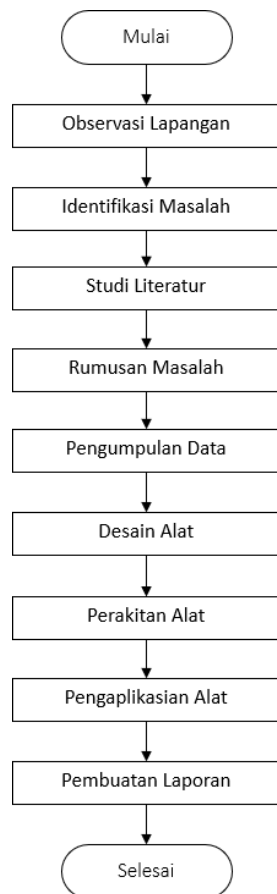 Mulai
Observasi Lapangan
Identifikasi Masalah
Studi Literatur
Rumusan Masalah
Pengumpulan Data
Desain Alat
Perakitan Alat
Pengaplikasian Alat
Pembuatan Laporan
Selesai